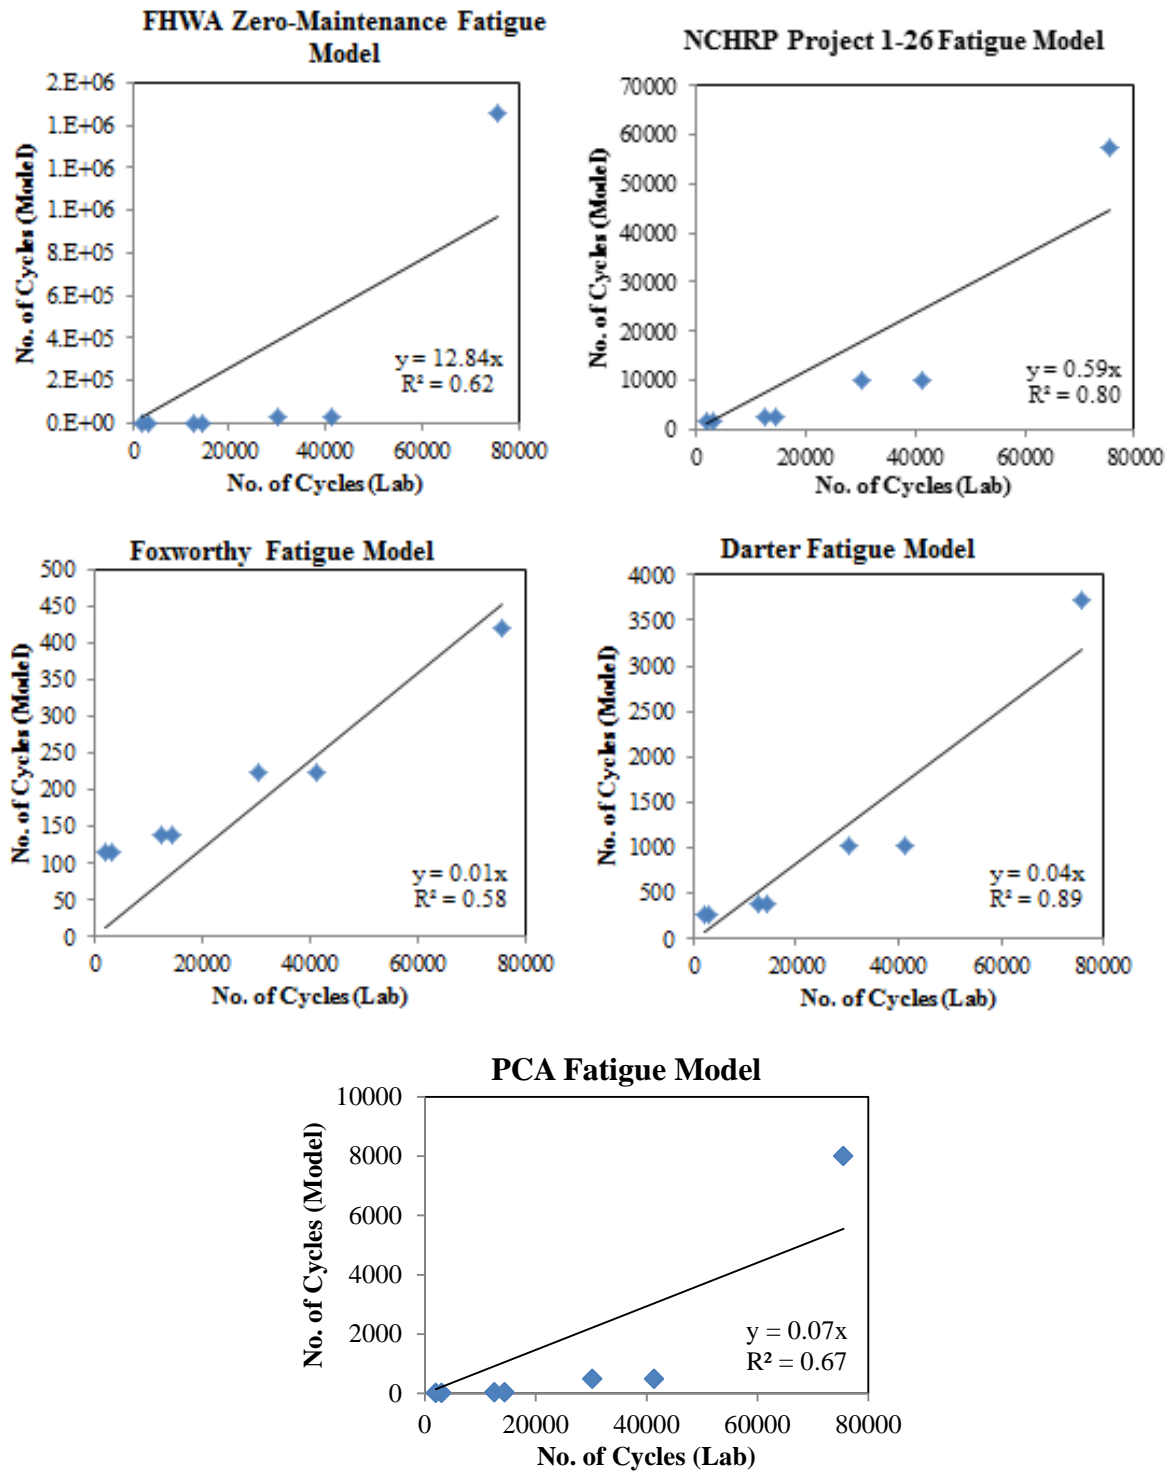 FHWA Zero-Maintenance Fatigue
Model
2.E+06
1.E+06
1.E+06
1.E+06
8.E+05
6.E+05
4.E+05
2.E+05
0.E+00
No. of Cycles (Model)
y = 12.84x
R² = 0.62
0 20000 40000 60000 80000
No. of Cycles (Lab)
NCHRP Project 1-26 Fatigue Model
70000
60000
50000
40000
30000
20000
10000
0
No. of Cycles (Model)
y = 0.59x
R² = 0.80
0 20000 40000 60000 80000
No. of Cycles (Lab)
Foxworthy Fatigue Model
500
450
400
350
300
250
200
150
100
50
0
No. of Cycles (Model)
y = 0.01x
R² = 0.58
0 20000 40000 60000 80000
No. of Cycles (Lab)
Darter Fatigue Model
4000
3500
3000
2500
2000
1500
1000
500
0
No. of Cycles (Model)
y = 0.04x
R² = 0.89
0 20000 40000 60000 80000
No. of Cycles (Lab)
PCA Fatigue Model
10000
8000
6000
4000
2000
0
No. of Cycles (Model)
y = 0.07x
R² = 0.67
0 20000 40000 60000 80000
No. of Cycles (Lab)